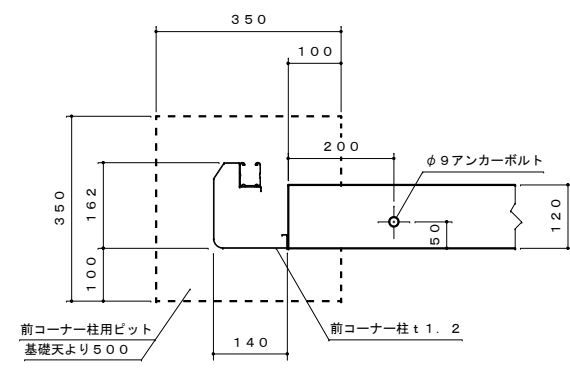 ３５０
１００
２００
φ９アンカーボルト
３５０
１６２
１００
５０
１２０
前コーナー柱用ピット
基礎天より５００
１４０
前コーナー柱ｔ１．２